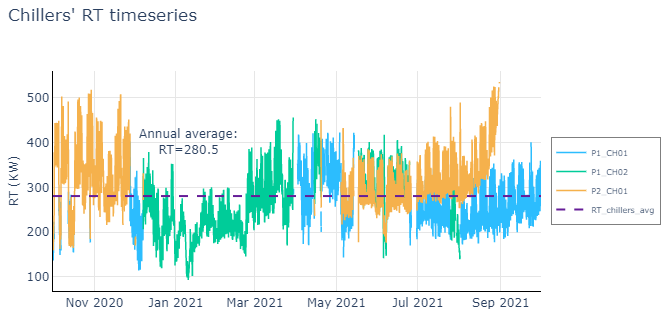 Chillers' RT timeseries
500
400
300
200
100
RT (KW)
Annual average:
RT=280.5
Nov 2020
Jan 2021
Mar 2021
May 2021
Jul 2021
Sep 2021
P1_CH01
P1_CH02
P2_CH01
RT_chillers_avg